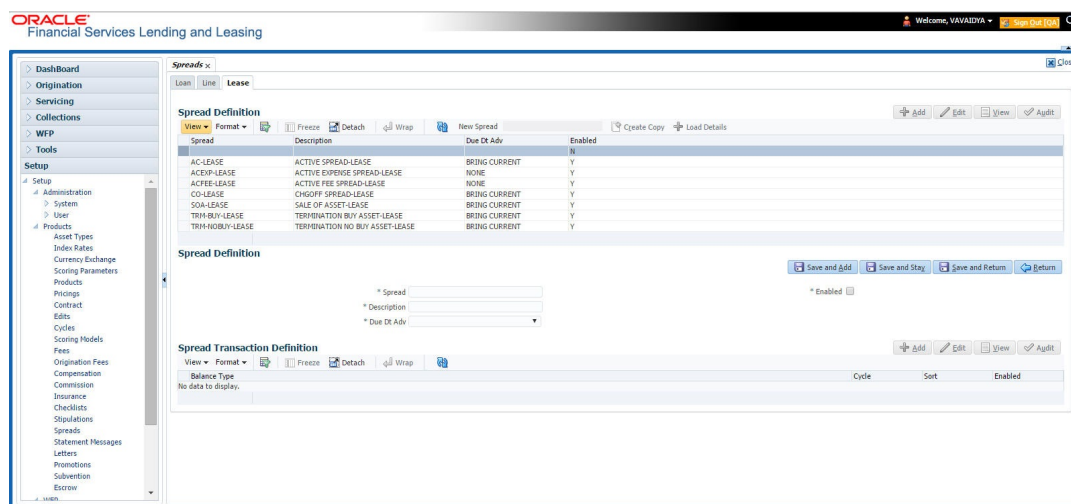 ORACLE®
Financial Services Lending and Leasing
Welcome, VAVAIDYA
Sign Out [QA]
DashBoard
Origination
Servicing
Collections
WFP
Tools
Setup
Setup
Administration
System
User
Products
Asset Types
Index Rates
Currency Exchange
Scoring Parameters
Products
Pricings
Contract
Edits
Cycles
Scoring Models
Fees
Origination Fees
Compensation
Commission
Insurance
Checklists
Stipulations
Spreads
Statement Messages
Letters
Promotions
Subvention
Escrow
WFP
Spreads x
Clos
Loan Line Lease
Spread Definition
Add Edit View Audit
View Format Freeze Detach Wrap New Spread Create Copy Load Details
Spread Description Due Dt Adv Enabled
N
AC-LEASE ACTIVE SPREAD-LEASE BRING CURRENT Y
ACEXP-LEASE ACTIVE EXPENSE SPREAD-LEASE NONE Y
ACFEE-LEASE ACTIVE FEE SPREAD-LEASE NONE Y
CO-LEASE CHGOFF SPREAD-LEASE BRING CURRENT Y
SOA-LEASE SALE OF ASSET-LEASE BRING CURRENT Y
TRM-BUY-LEASE TERMINATION BUY ASSET-LEASE BRING CURRENT Y
TRM-NOBUY-LEASE TERMINATION NO BUY ASSET-LEASE BRING CURRENT Y
Spread Definition
Save and Add Save and Stay Save and Return Return
* Spread
* Enabled
* Description
* Due Dt Adv
Spread Transaction Definition
Add Edit View Audit
View Format Freeze Detach Wrap
Balance Type Cycle Sort Enabled
No data to display.